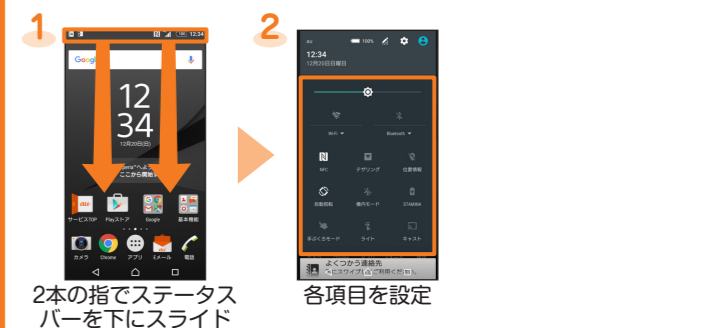 1
100 12:34
Google
12
34
12月20日(日)
ここから開始
サービスTOP Playストア Google 基本機能
カメラ Chrome アプリ Eメール 電話
2本の指でステータス
バーを下にスライド
2
au 100%
12:34
12月20日日曜日
Wi-Fi Bluetooth
NFC テザリング 位置情報
自動回転 機内モード STAMINA
手ぶくろモード ライト キャスト
よくつかう連絡先
各項目を設定